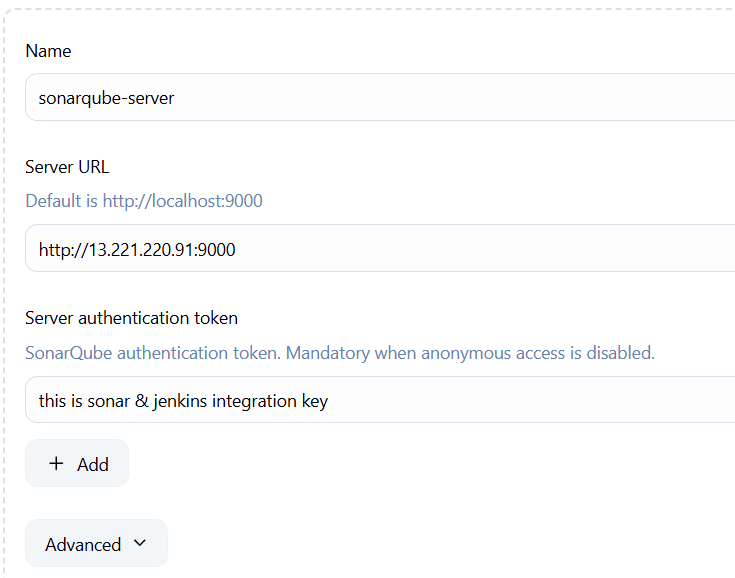 Name
sonarqube-server
Server URL
Default is http://localhost:9000
http://13.221.220.91:9000
Server authentication token
SonarQube authentication token. Mandatory when anonymous access is disabled.
this is sonar & jenkins integration key
+ Add
Advanced